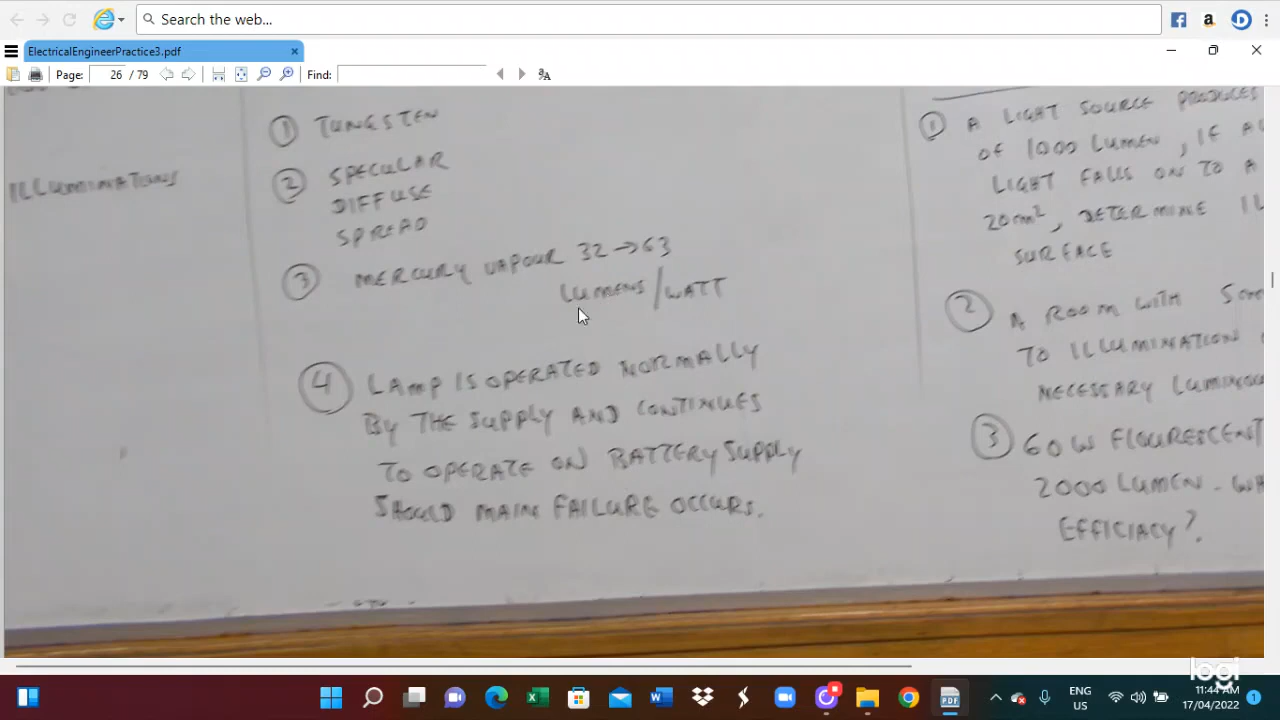 Search the web...
ElectricalEngineerPractice3.pdf
Page: 26 / 79 Find:
ILLUMINATIONS
① TUNGSTEN
② SPECULAR
DIFFUSE
SPREAD
③ MERCURY VAPOUR 32 → 63
LUMENS/WATT
④ LAMP IS OPERATED NORMALLY
BY THE SUPPLY AND CONTINUES
TO OPERATE ON BATTERY SUPPLY
SHOULD MAIN FAILURE OCCURS.
① A LIGHT SOURCE PRODUCES
OF 1000 LUMEN, IF
LIGHT FALLS ON TO A
20cm², DETERMINE
SURFACE
② A ROOM WITH
TO ILLUMINATION
NECESSARY
③ 60W FLOURESCENT
2000 LUMEN.
EFFICIACY?
logi
ENG
US
11:44 AM
17/04/2022